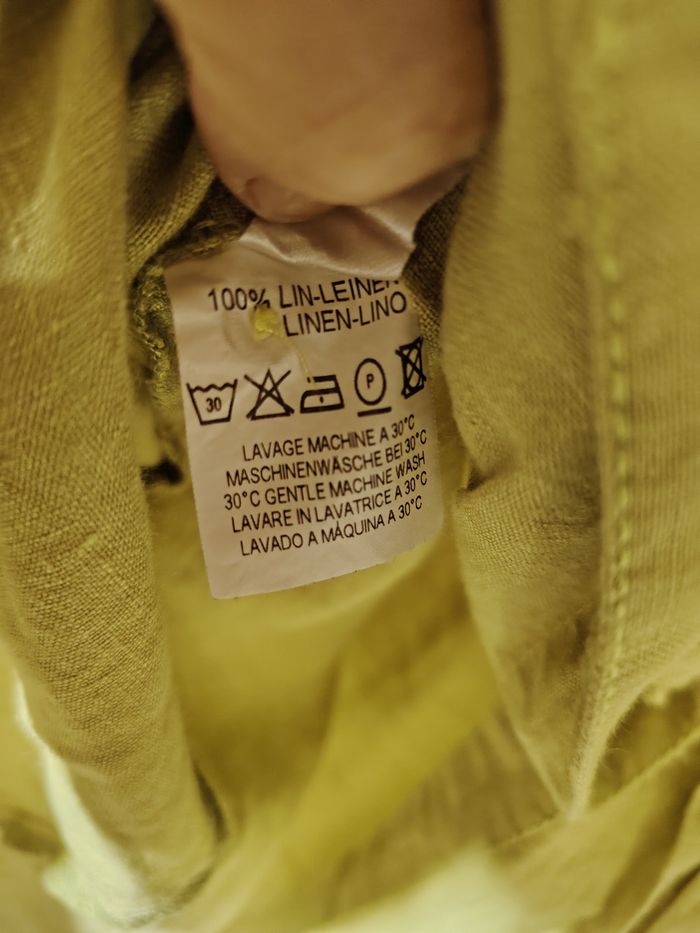 100% LIN-LEINEN
LINEN-LINO
30 P
LAVAGE MACHINE A 30°C
MASCHINENWÄSCHE BEI 30°C
30°C GENTLE MACHINE WASH
LAVARE IN LAVATRICE A 30°C
LAVADO A MÁQUINA A 30°C